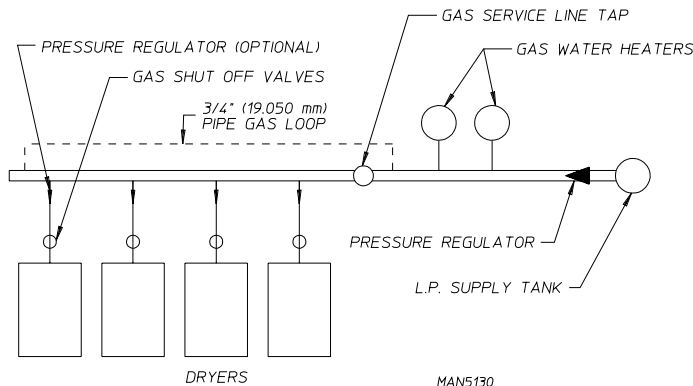 GAS SERVICE LINE TAP
PRESSURE REGULATOR (OPTIONAL)
GAS WATER HEATERS
GAS SHUT OFF VALVES
3/4" (19.050 mm)
PIPE GAS LOOP
PRESSURE REGULATOR
L.P. SUPPLY TANK
DRYERS
MAN5130